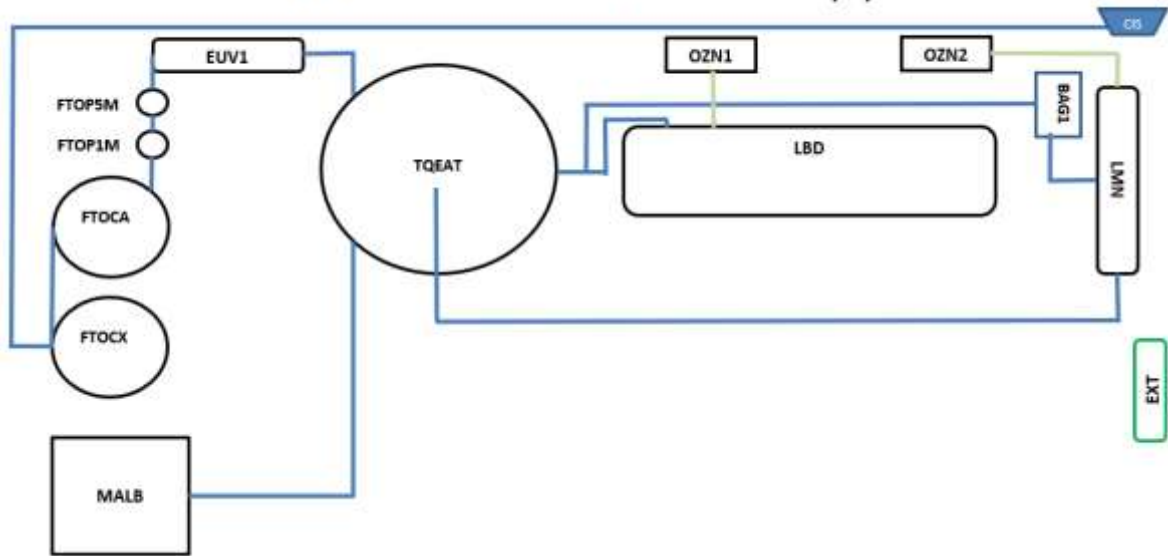 CIS
EUV1
OZN1
OZN2
FTOP5M
BAG1
FTOP1M
LBD
TQEAT
LMN
FTOCA
FTOCX
EXT
MALB